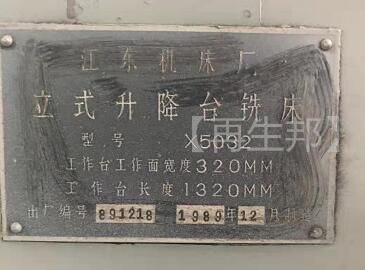 江东机床厂
立式升降台铣床
型号 X5032
【再生邦】
工作台工作面宽度320MM
工作台长度1320MM
出厂编号 891218 1989年12月制造